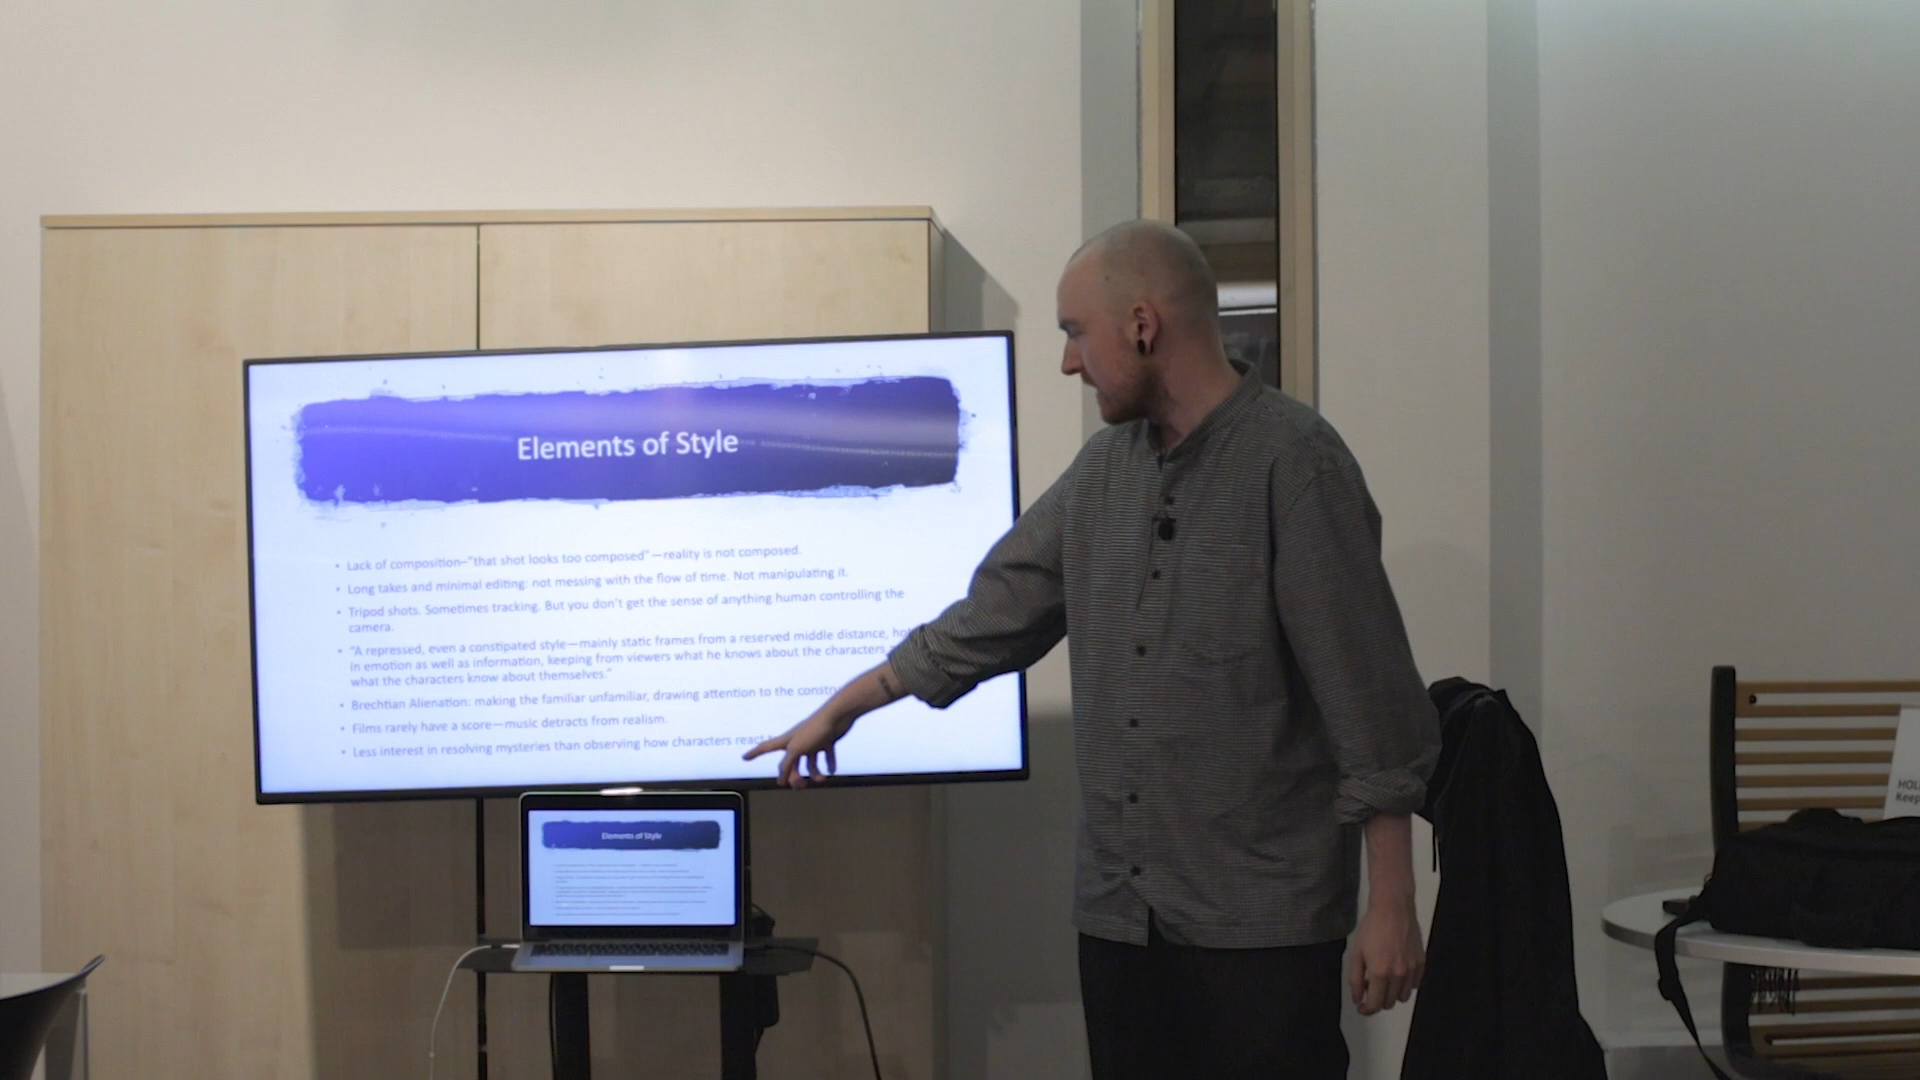 Elements of Style
• Lack of composition–"that shot looks too composed"—reality is not composed.
• Long takes and minimal editing: not messing with the flow of time. Not manipulating it.
• Tripod shots. Sometimes tracking. But you don't get the sense of anything human controlling the
camera.
• "A repressed, even a constipated style—mainly static frames from a reserved middle distance,
in emotion as well as information, keeping from viewers what he knows about the characters
what the characters know about themselves."
• Brechtian Alienation: making the familiar unfamiliar, drawing attention to the
• Films rarely have a score—music detracts from realism.
• Less interest in resolving mysteries than observing how characters react
Elements of Style
Keep